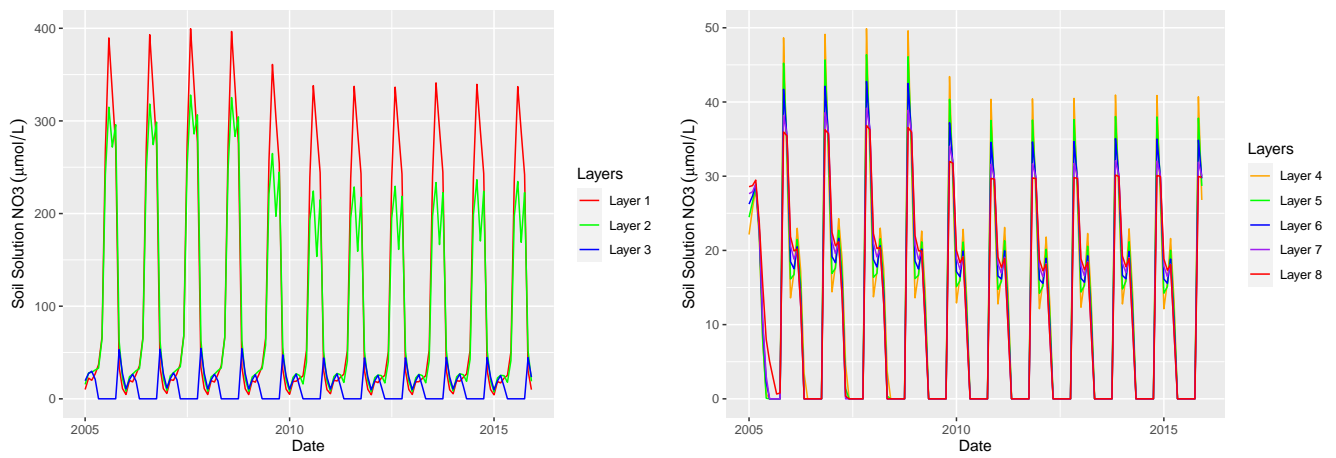 Soil Solution NO3 (μmol/L)
400
300
200
100
0
2005
2010
2015
Date
Layers
Layer 1
Layer 2
Layer 3
Soil Solution NO3 (μmol/L)
50
40
30
20
10
0
2005
2010
2015
Date
Layers
Layer 4
Layer 5
Layer 6
Layer 7
Layer 8